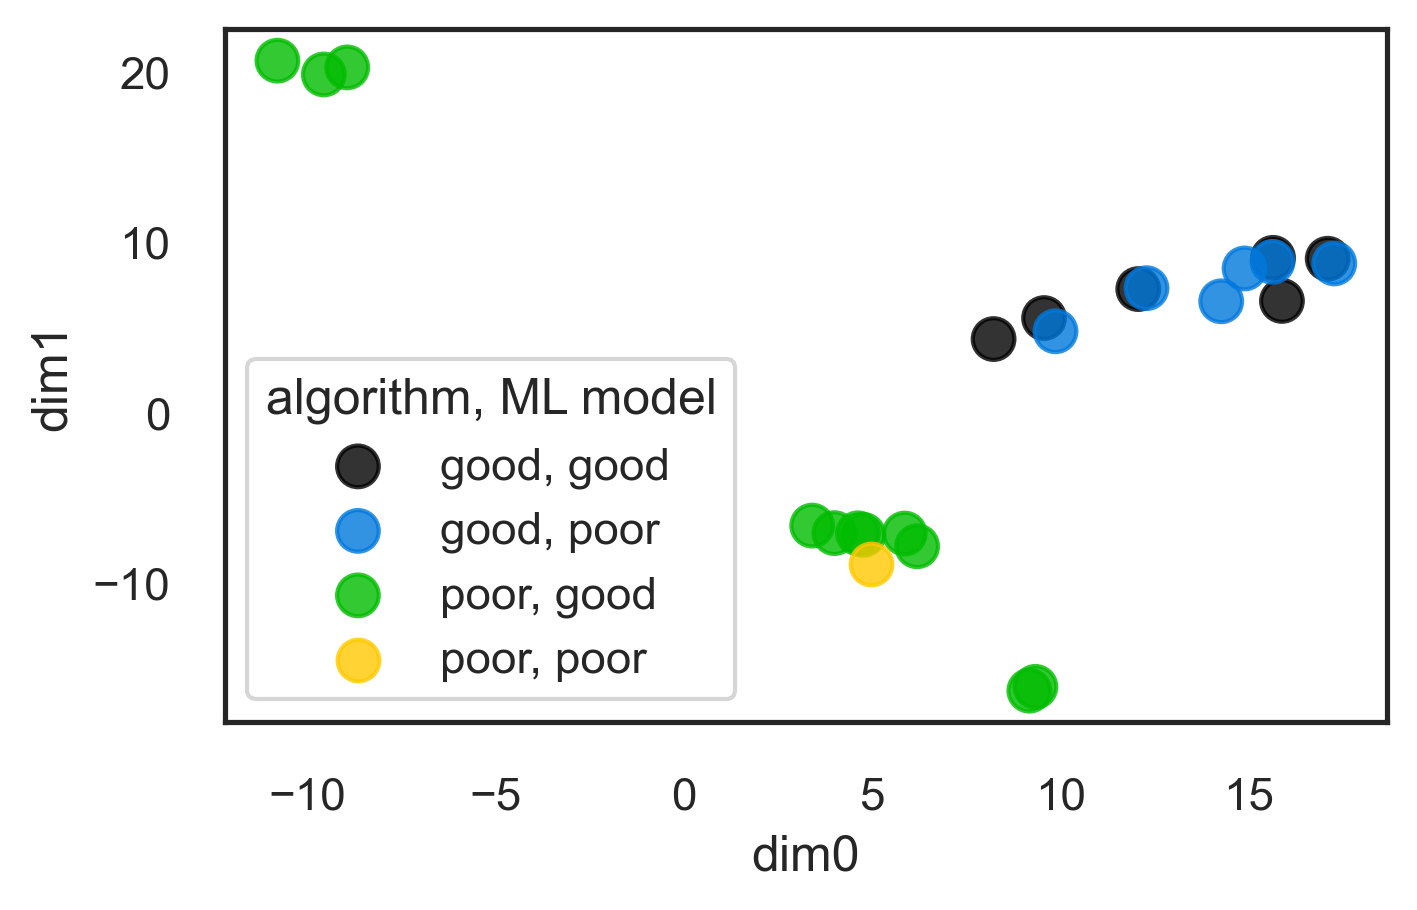 20
10
0
−10
dim1
algorithm, ML model
good, good
good, poor
poor, good
poor, poor
−10 −5 0 5 10 15
dim0